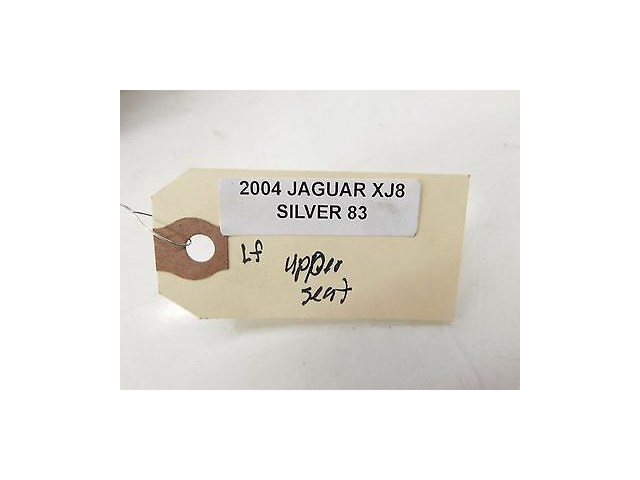 2004 JAGUAR XJ8
SILVER 83
Lf upper
seat